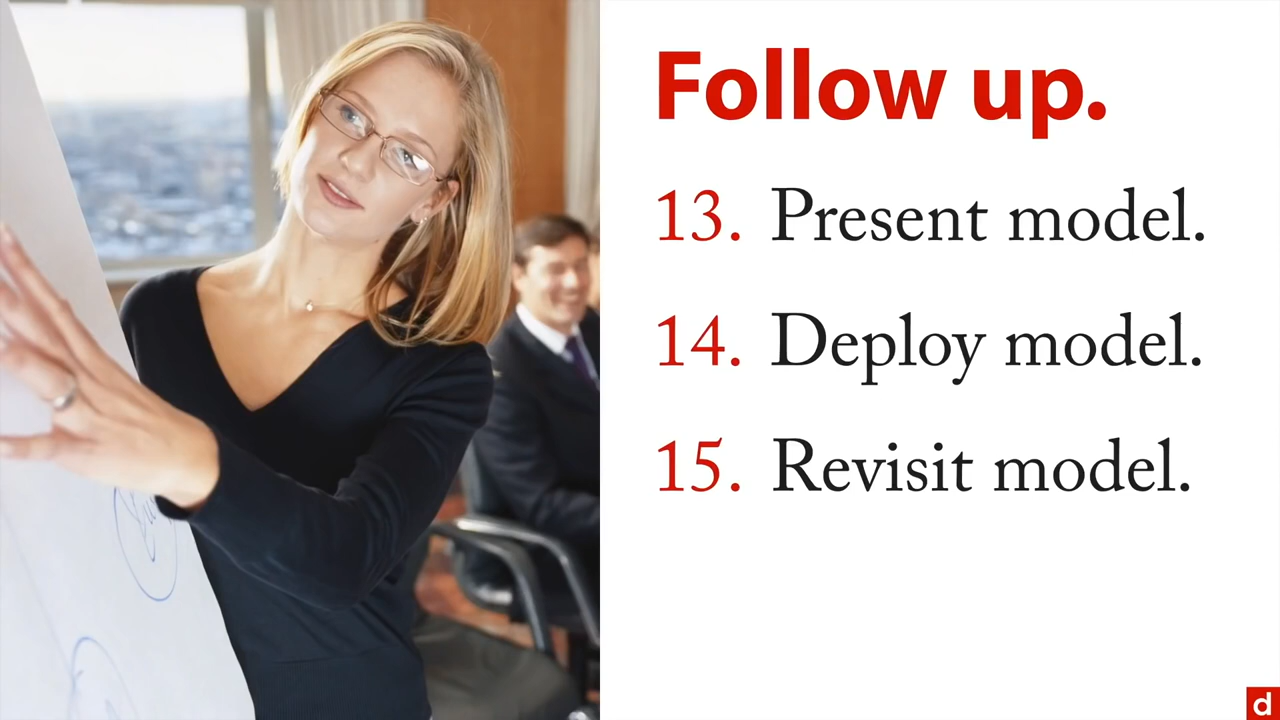 Follow up.
13. Present model.
14. Deploy model.
15. Revisit model.
d